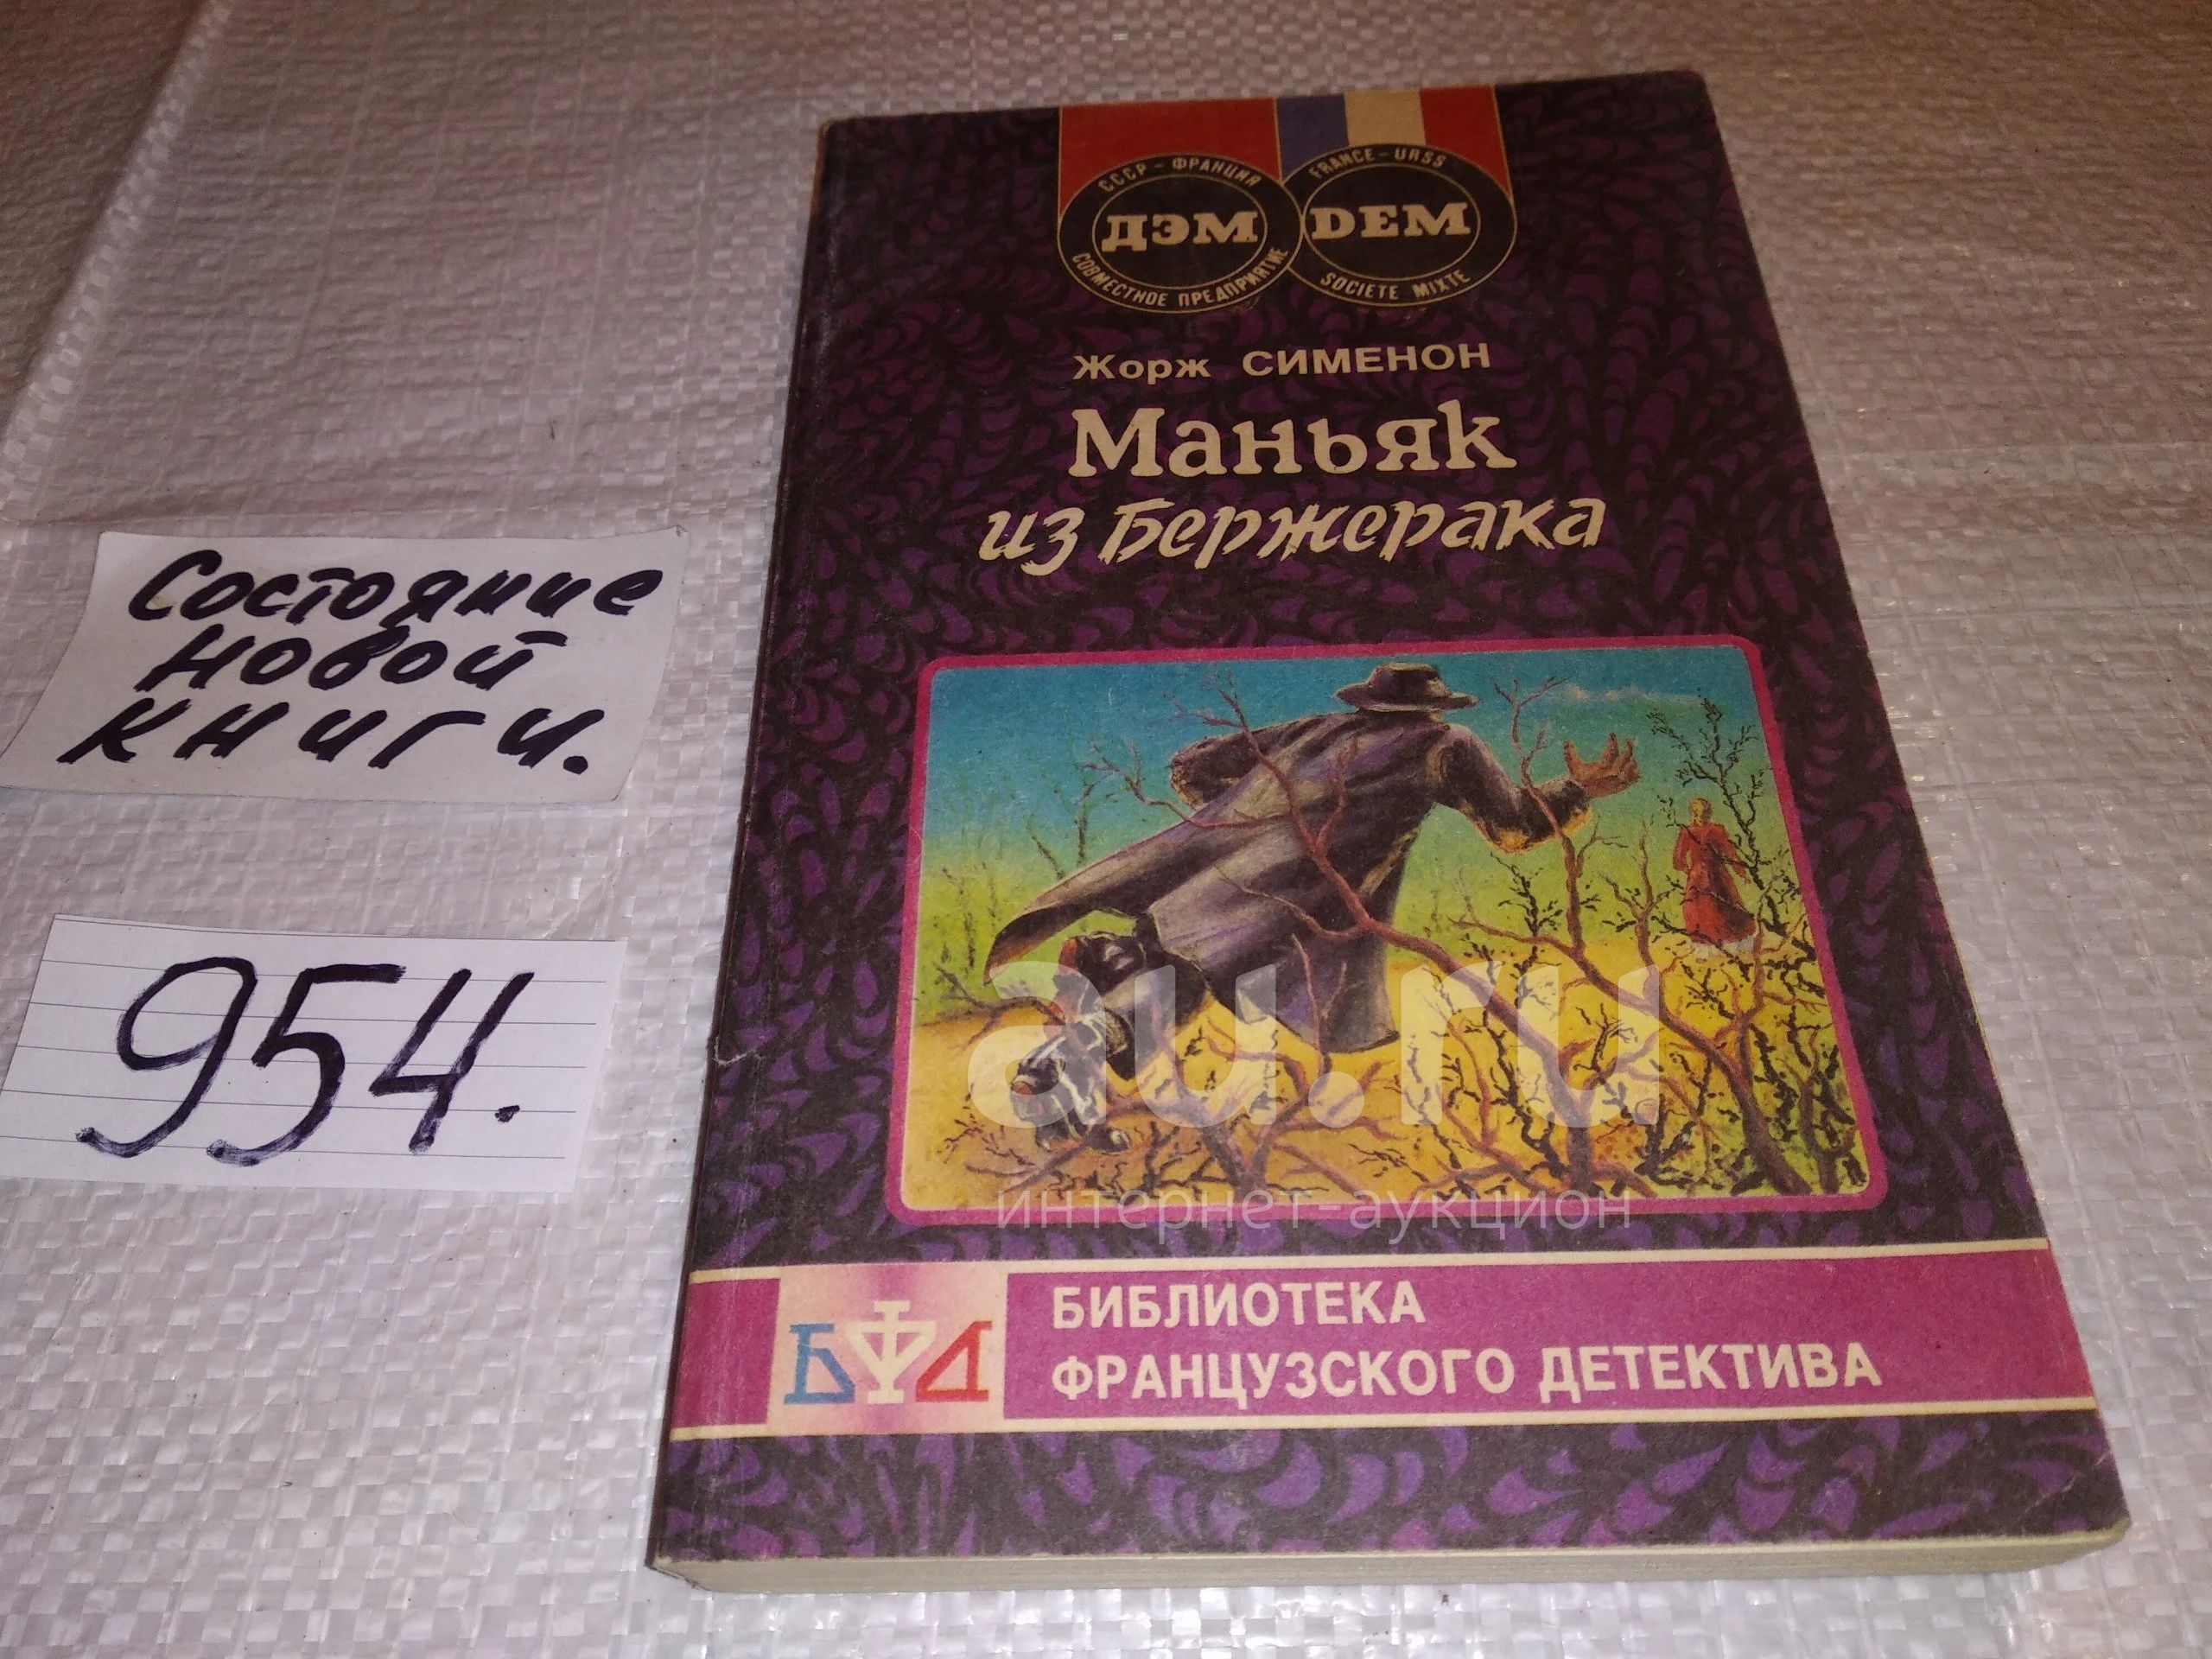 СССР - ФРАНЦИЯ
ДЭМ
СОВМЕСТНОЕ ПРЕДПРИЯТИЕ
FRANCE - URSS
DEM
SOCIETE MIXTE
Жорж СИМЕНОН
Маньяк
из Бержерака
Состояние
новой
книги.
954.
au.ru
интернет-аукцион
БФД
БИБЛИОТЕКА
ФРАНЦУЗСКОГО ДЕТЕКТИВА